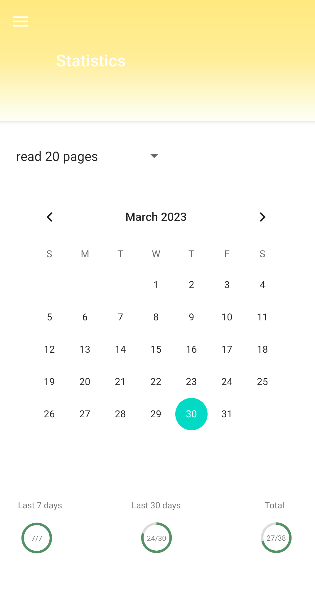 Statistics
read 20 pages
March 2023
S M T W T F S
1 2 3 4
5 6 7 8 9 10 11
12 13 14 15 16 17 18
19 20 21 22 23 24 25
26 27 28 29 30 31
Last 7 days Last 30 days Total
7/7 24/30 27/38